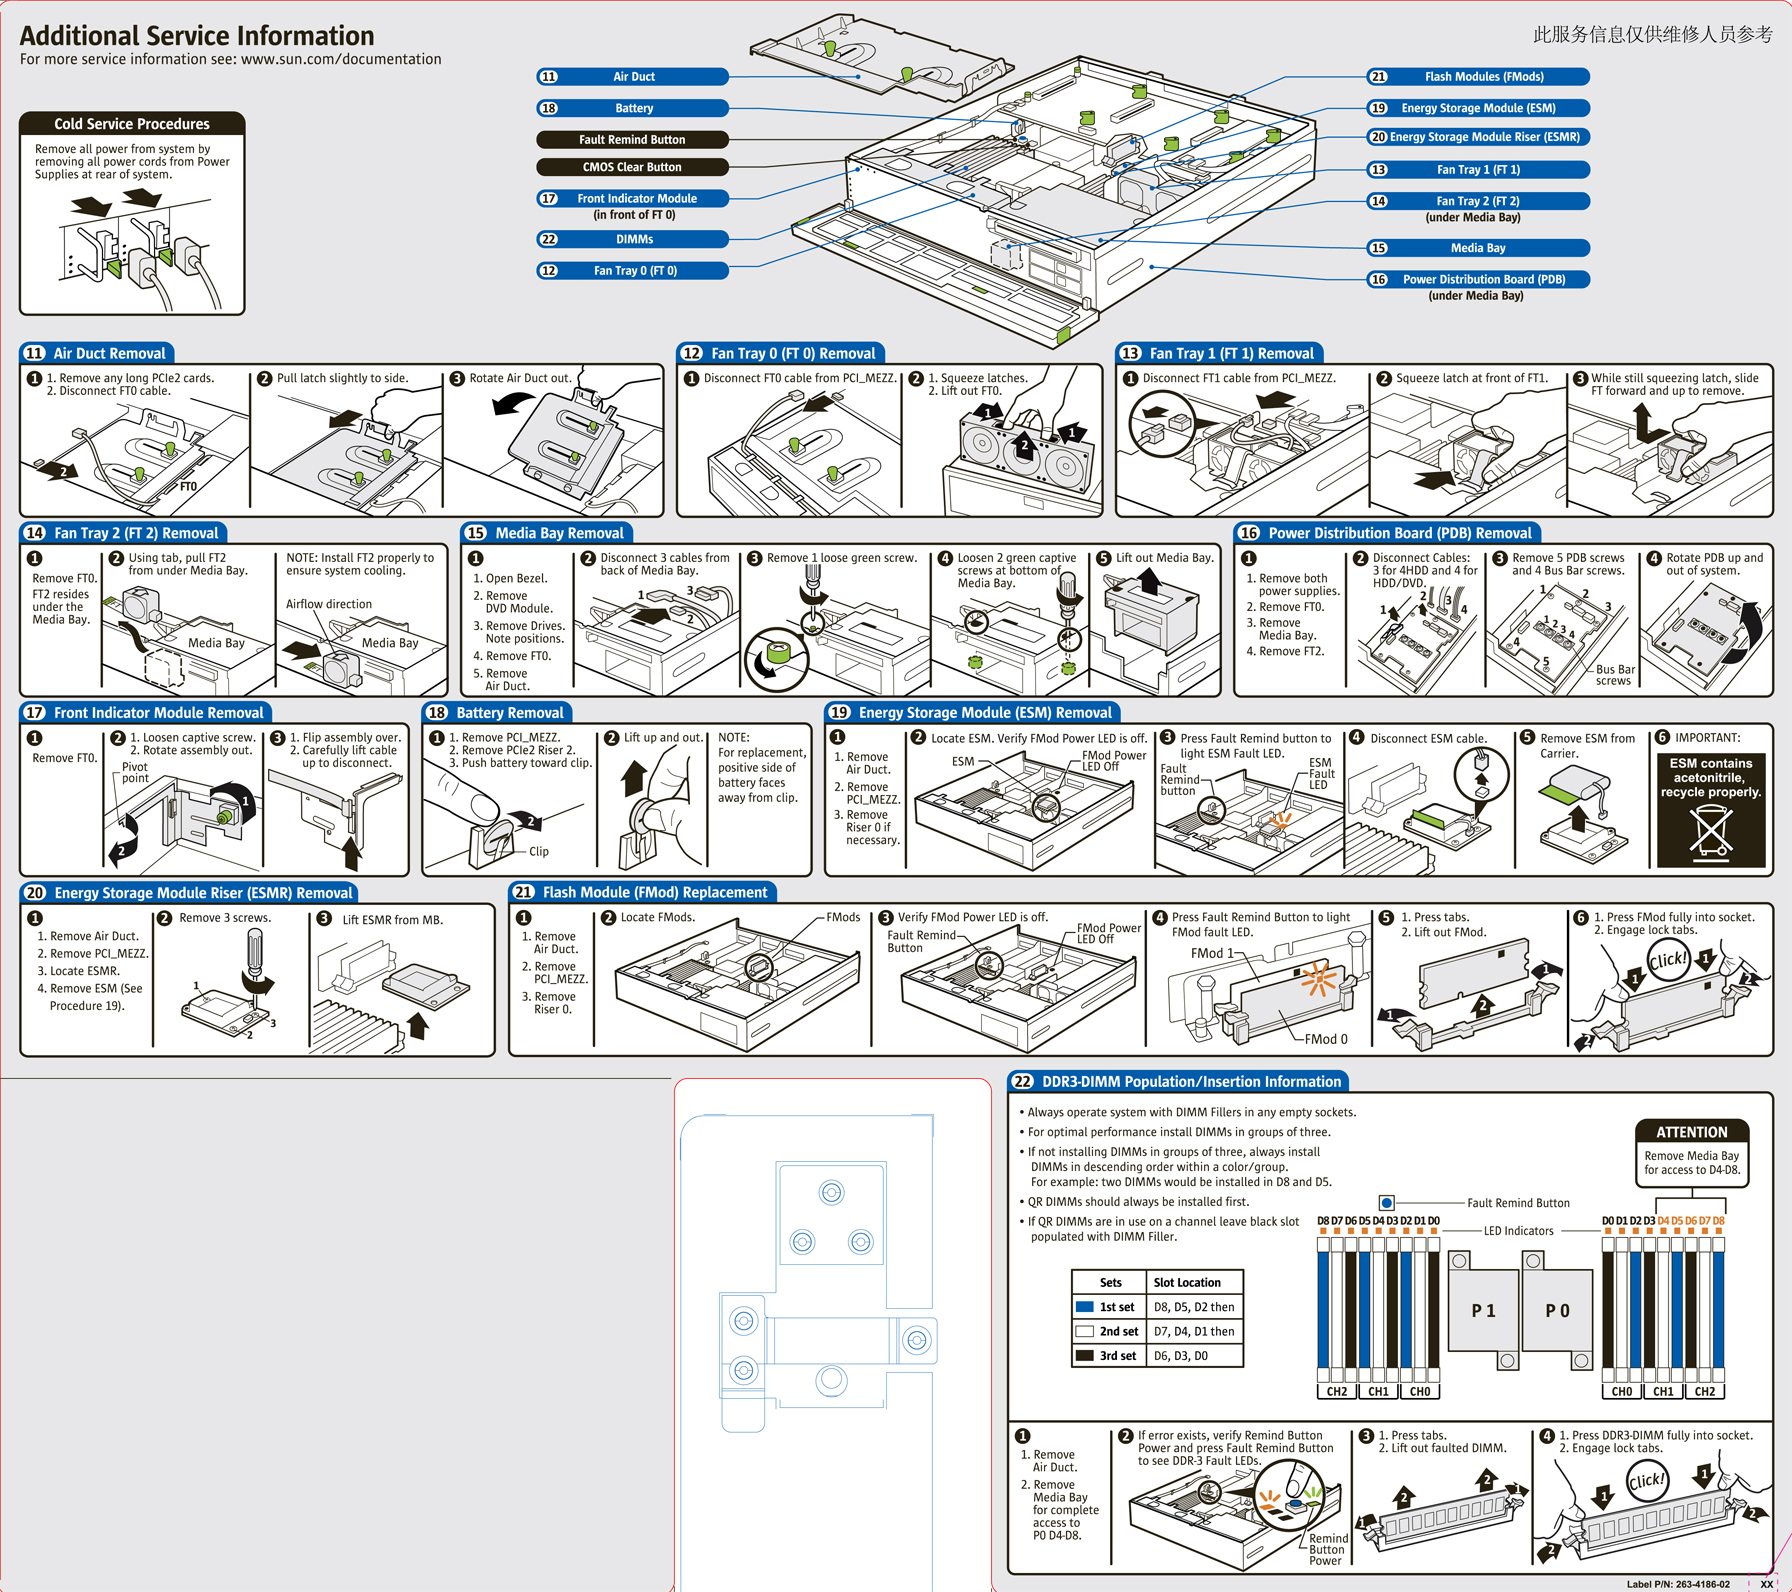 Additional Service Information
For more service information see: www.sun.com/documentation
此服务信息仅供维修人员参考
Cold Service Procedures
Remove all power from system by
removing all power cords from Power
Supplies at rear of system.
11 Air Duct
18 Battery
Fault Remind Button
CMOS Clear Button
17 Front Indicator Module
(in front of FT 0)
22 DIMMs
12 Fan Tray 0 (FT 0)
21 Flash Modules (FMods)
19 Energy Storage Module (ESM)
20 Energy Storage Module Riser (ESMR)
13 Fan Tray 1 (FT 1)
14 Fan Tray 2 (FT 2)
(under Media Bay)
15 Media Bay
16 Power Distribution Board (PDB)
(under Media Bay)
11 Air Duct Removal
1 1. Remove any long PCIe2 cards.
2. Disconnect FT0 cable.
2
FT0
2 Pull latch slightly to side.
3 Rotate Air Duct out.
12 Fan Tray 0 (FT 0) Removal
1 Disconnect FT0 cable from PCI_MEZZ.
2 1. Squeeze latches.
2. Lift out FT0.
1
1
2
13 Fan Tray 1 (FT 1) Removal
1 Disconnect FT1 cable from PCI_MEZZ.
2 Squeeze latch at front of FT1.
3 While still squeezing latch, slide
FT forward and up to remove.
14 Fan Tray 2 (FT 2) Removal
1
Remove FT0.
FT2 resides
under the
Media Bay.
2 Using tab, pull FT2
from under Media Bay.
Media Bay
NOTE: Install FT2 properly to
ensure system cooling.
Airflow direction
Media Bay
15 Media Bay Removal
1
1. Open Bezel.
2. Remove
DVD Module.
3. Remove Drives.
Note positions.
4. Remove FT0.
5. Remove
Air Duct.
2 Disconnect 3 cables from
back of Media Bay.
1
3
2
3 Remove 1 loose green screw.
4 Loosen 2 green captive
screws at bottom of
Media Bay.
5 Lift out Media Bay.
16 Power Distribution Board (PDB) Removal
1
1. Remove both
power supplies.
2. Remove FT0.
3. Remove
Media Bay.
4. Remove FT2.
2 Disconnect Cables:
3 for 4HDD and 4 for
HDD/DVD.
1
2
3
4
3 Remove 5 PDB screws
and 4 Bus Bar screws.
1
2
3
1 2 3 4
4
5
Bus Bar
screws
4 Rotate PDB up and
out of system.
17 Front Indicator Module Removal
1
Remove FT0.
2 1. Loosen captive screw.
2. Rotate assembly out.
Pivot
point
1
2
3 1. Flip assembly over.
2. Carefully lift cable
up to disconnect.
18 Battery Removal
1 1. Remove PCI_MEZZ.
2. Remove PCIe2 Riser 2.
3. Push battery toward clip.
2
Clip
2 Lift up and out.
NOTE:
For replacement,
positive side of
battery faces
away from clip.
19 Energy Storage Module (ESM) Removal
1
1. Remove
Air Duct.
2. Remove
PCI_MEZZ.
3. Remove
Riser 0 if
necessary.
2 Locate ESM. Verify FMod Power LED is off.
ESM
FMod Power
LED Off
3 Press Fault Remind button to
light ESM Fault LED.
Fault
Remind
button
ESM
Fault
LED
4 Disconnect ESM cable.
5 Remove ESM from
Carrier.
6 IMPORTANT:
ESM contains
acetonitrile,
recycle properly.
20 Energy Storage Module Riser (ESMR) Removal
1
1. Remove Air Duct.
2. Remove PCI_MEZZ.
3. Locate ESMR.
4. Remove ESM (See
Procedure 19).
2 Remove 3 screws.
1
3
2
3 Lift ESMR from MB.
21 Flash Module (FMod) Replacement
1
1. Remove
Air Duct.
2. Remove
PCI_MEZZ.
3. Remove
Riser 0.
2 Locate FMods.
FMods
3 Verify FMod Power LED is off.
Fault Remind
Button
FMod Power
LED Off
4 Press Fault Remind Button to light
FMod fault LED.
FMod 1
FMod 0
5 1. Press tabs.
2. Lift out FMod.
1
2
1
6 1. Press FMod fully into socket.
2. Engage lock tabs.
Click!
1
1
2
2
22 DDR3-DIMM Population/Insertion Information
• Always operate system with DIMM Fillers in any empty sockets.
• For optimal performance install DIMMs in groups of three.
• If not installing DIMMs in groups of three, always install
DIMMs in descending order within a color/group.
For example: two DIMMs would be installed in D8 and D5.
• QR DIMMs should always be installed first.
• If QR DIMMs are in use on a channel leave black slot
populated with DIMM Filler.
ATTENTION
Remove Media Bay
for access to D4-D8.
Fault Remind Button
D8 D7 D6 D5 D4 D3 D2 D1 D0
LED Indicators
D0 D1 D2 D3 D4 D5 D6 D7 D8
P 1
P 0
CH2 CH1 CH0
CH0 CH1 CH2
Sets Slot Location
1st set D8, D5, D2 then
2nd set D7, D4, D1 then
3rd set D6, D3, D0
1
1. Remove
Air Duct.
2. Remove
Media Bay
for complete
access to
P0 D4-D8.
2 If error exists, verify Remind Button
Power and press Fault Remind Button
to see DDR-3 Fault LEDs.
Remind
Button
Power
3 1. Press tabs.
2. Lift out faulted DIMM.
2
1
2
1
4 1. Press DDR3-DIMM fully into socket.
2. Engage lock tabs.
Click!
1
1
2
2
Label P/N: 263-4186-02 XX